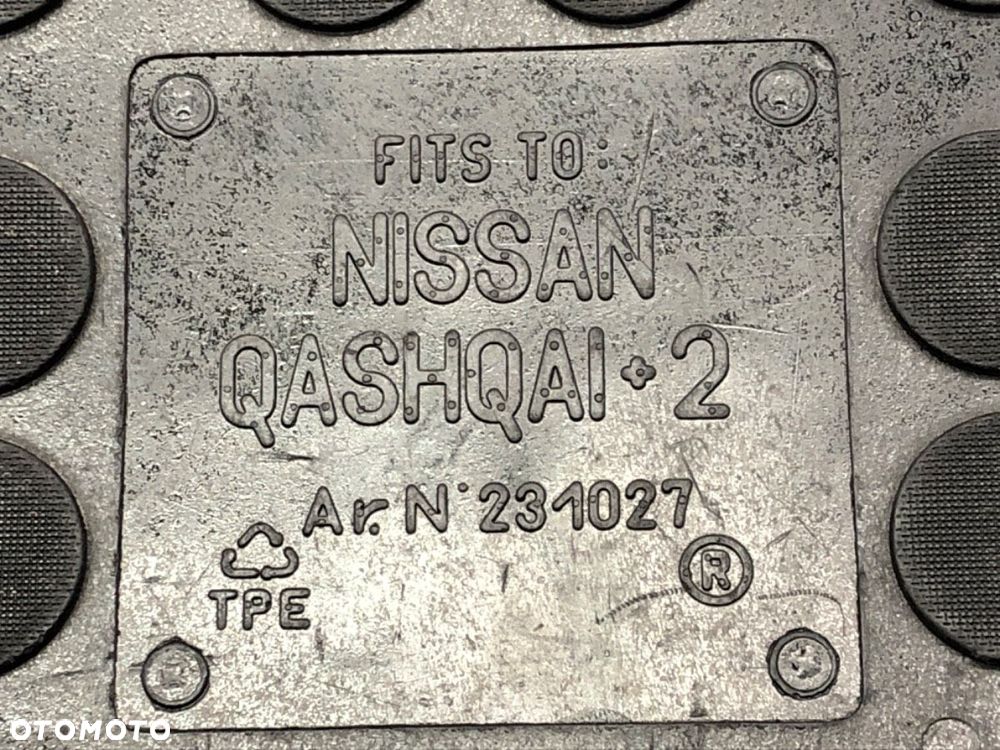 FITS TO:
NISSAN
QASHQAI+2
Ar. N° 231027
®
TPE
OTOMOTO